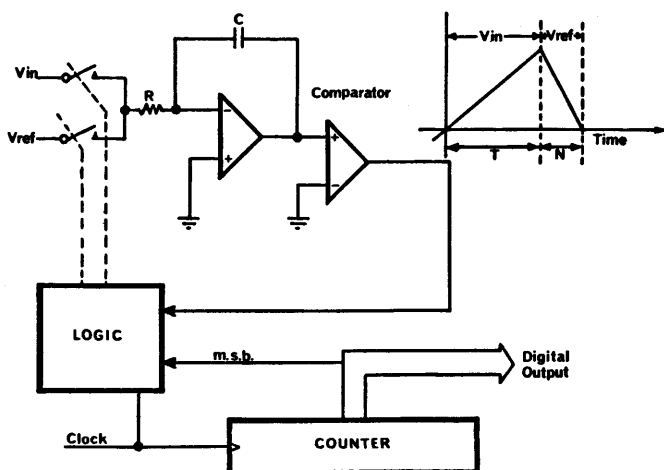 C
Vin
Vref
Vin
R
Comparator
-
+
+
-
Vref
Time
T
N
LOGIC
m.s.b.
Digital
Output
Clock
COUNTER